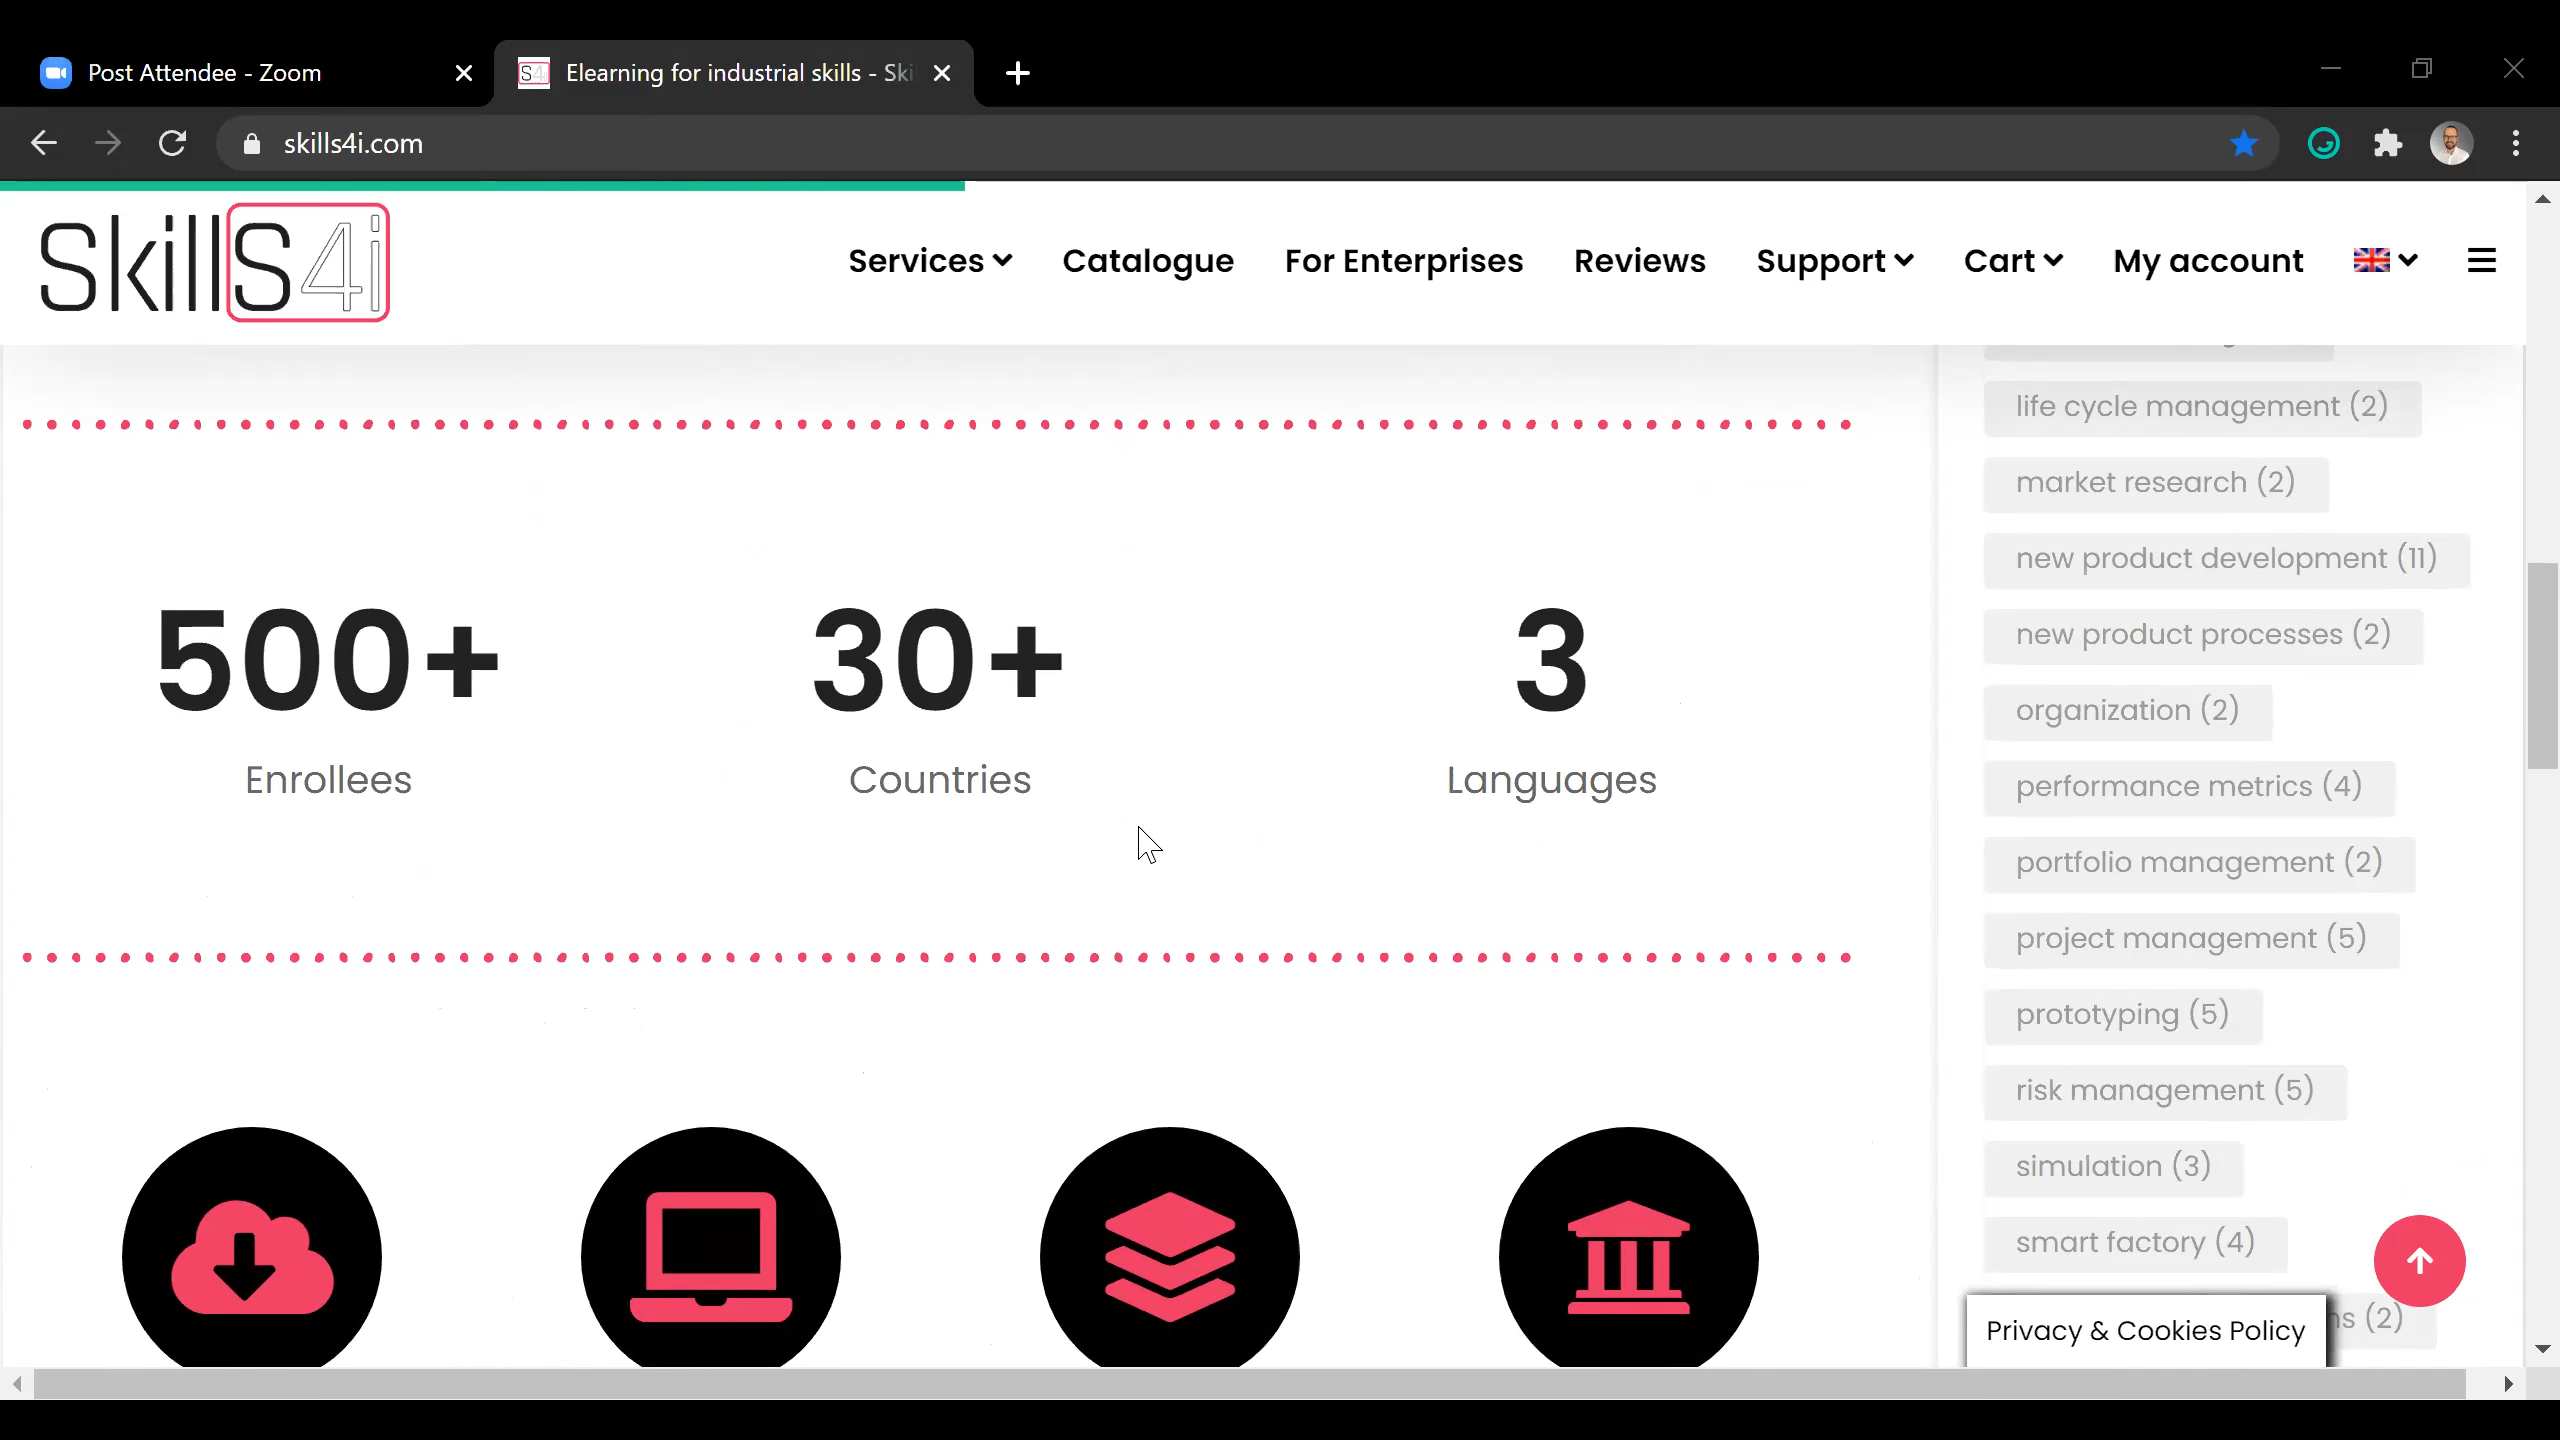 Post Attendee - Zoom
Elearning for industrial skills - Ski
skills4i.com
SkillS4i
Services
Catalogue
For Enterprises
Reviews
Support
Cart
My account
life cycle management (2)
market research (2)
new product development (11)
new product processes (2)
organization (2)
performance metrics (4)
portfolio management (2)
project management (5)
prototyping (5)
risk management (5)
simulation (3)
smart factory (4)
ns (2)
500+
Enrollees
30+
Countries
3
Languages
Privacy & Cookies Policy